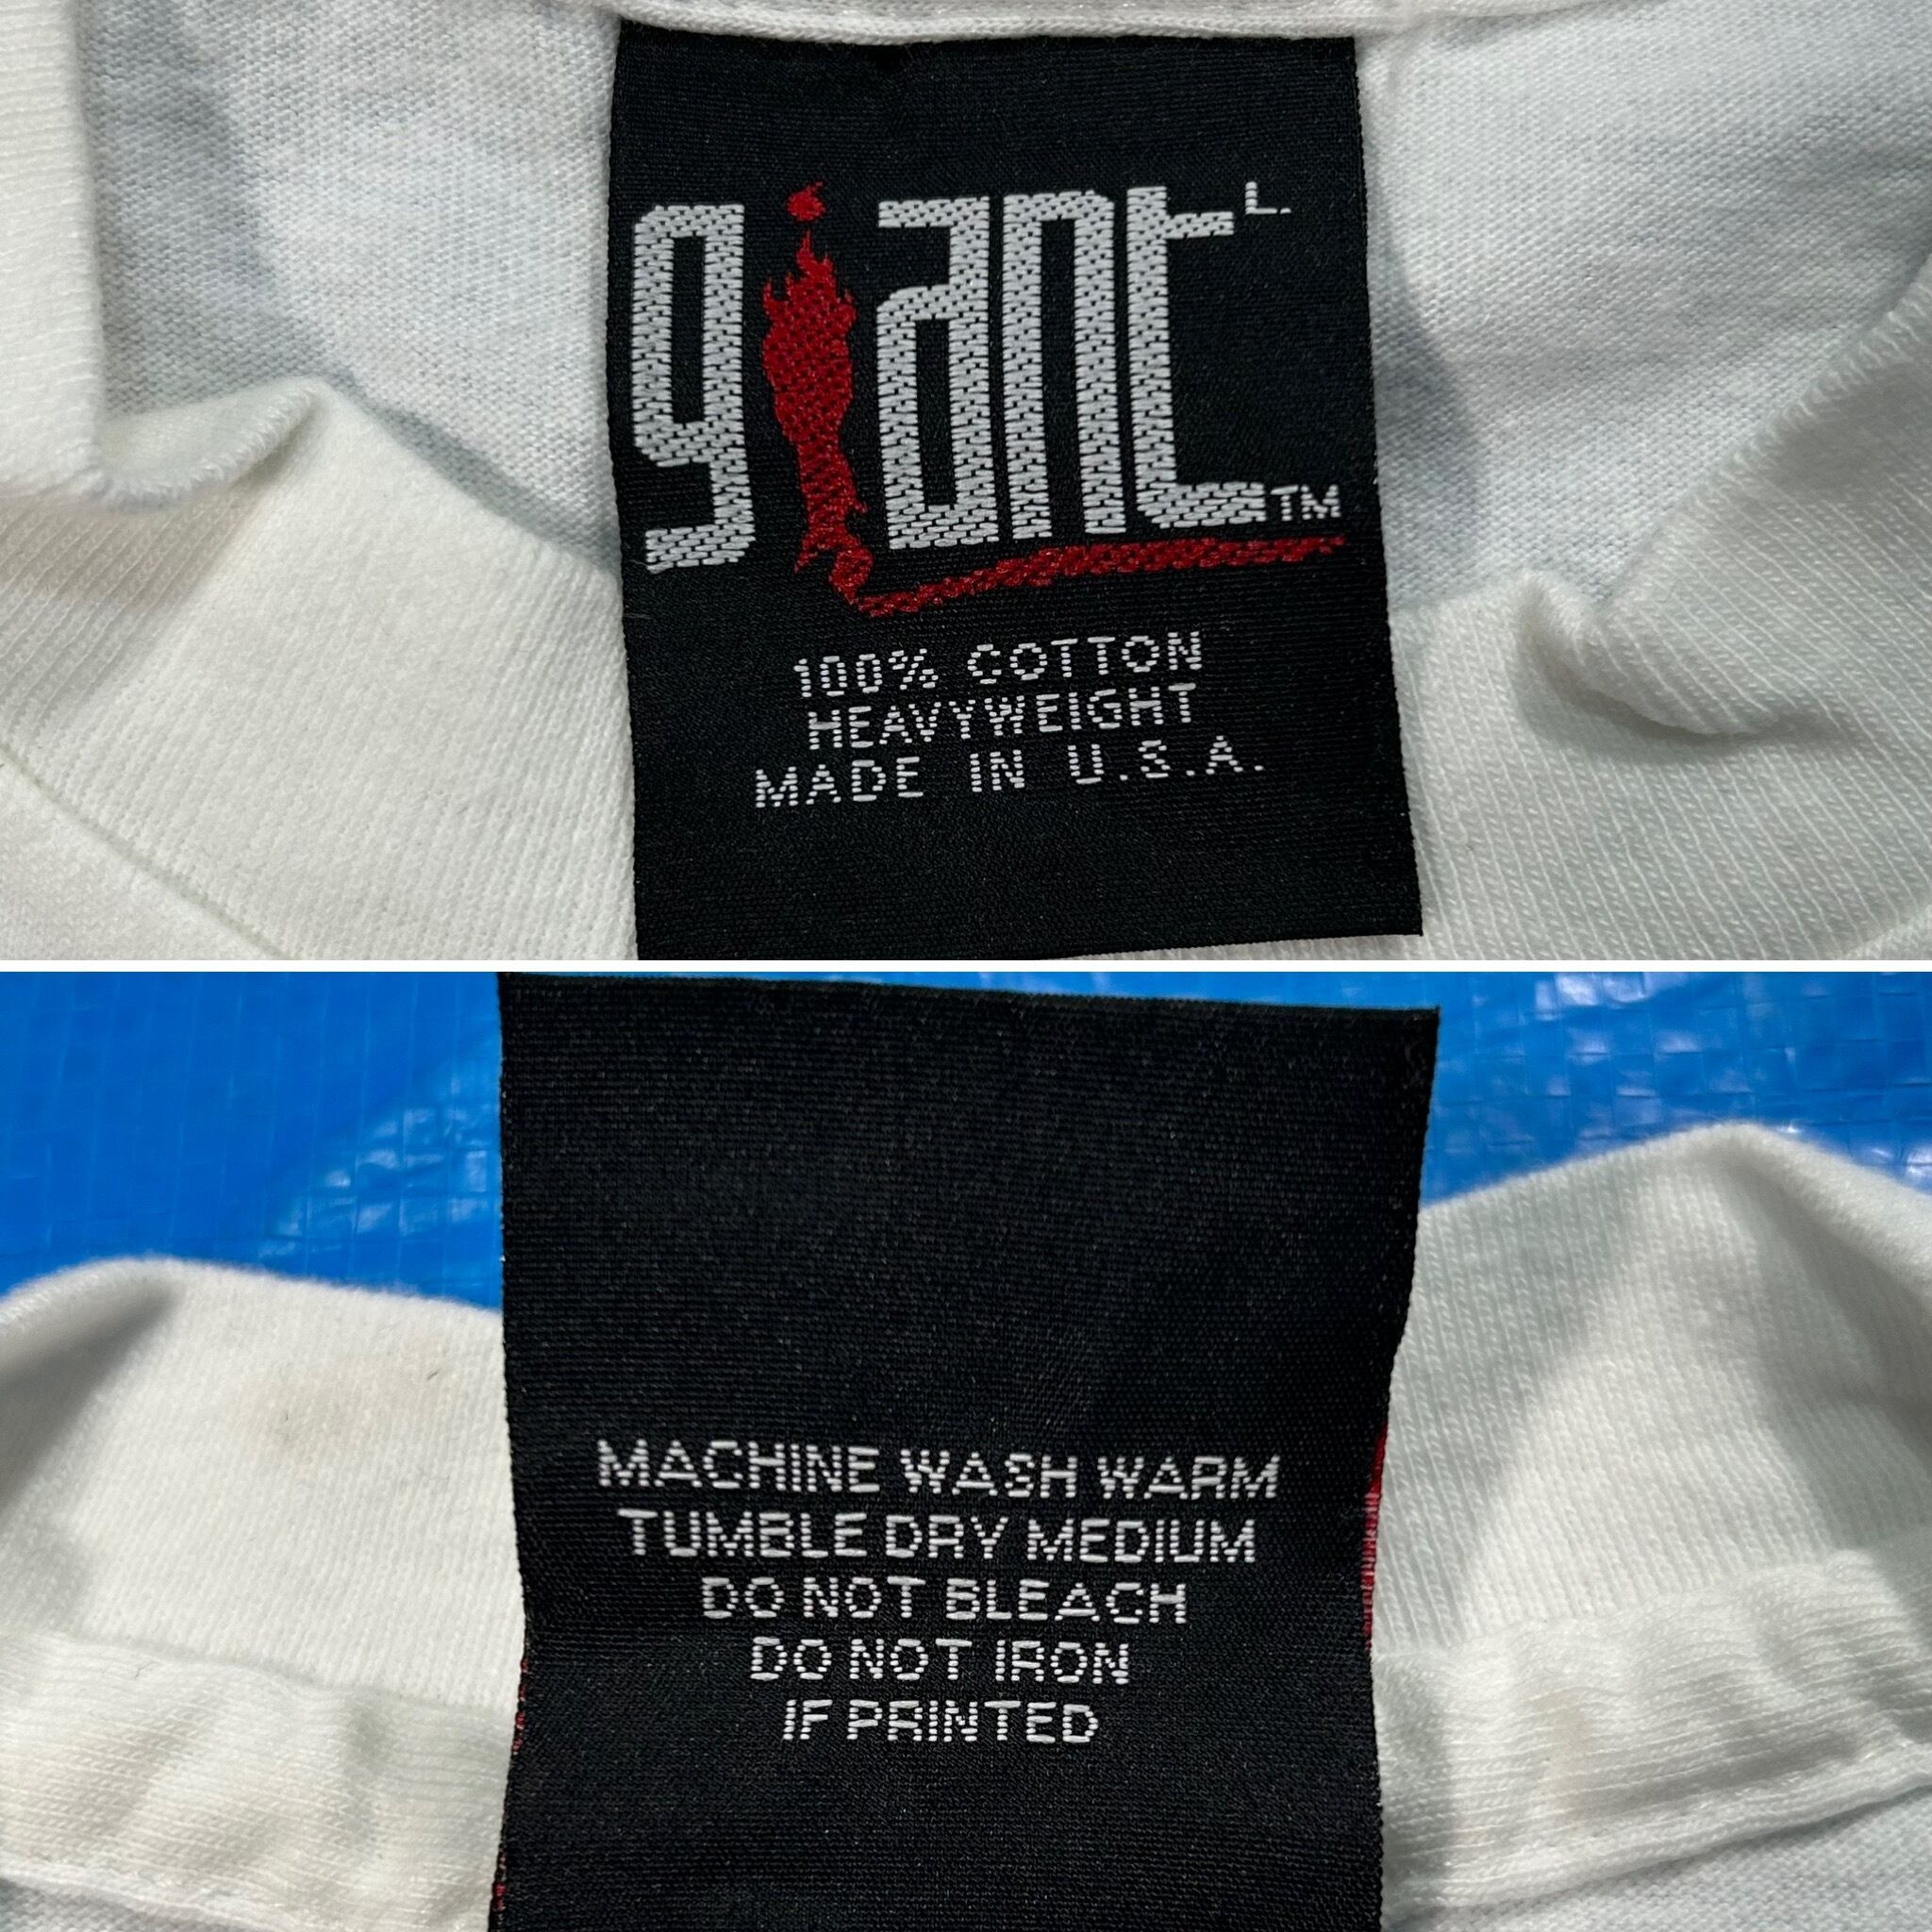 giant L.
TM
100% COTTON
HEAVYWEIGHT
MADE IN U.S.A.
MACHINE WASH WARM
TUMBLE DRY MEDIUM
DO NOT BLEACH
DO NOT IRON
IF PRINTED